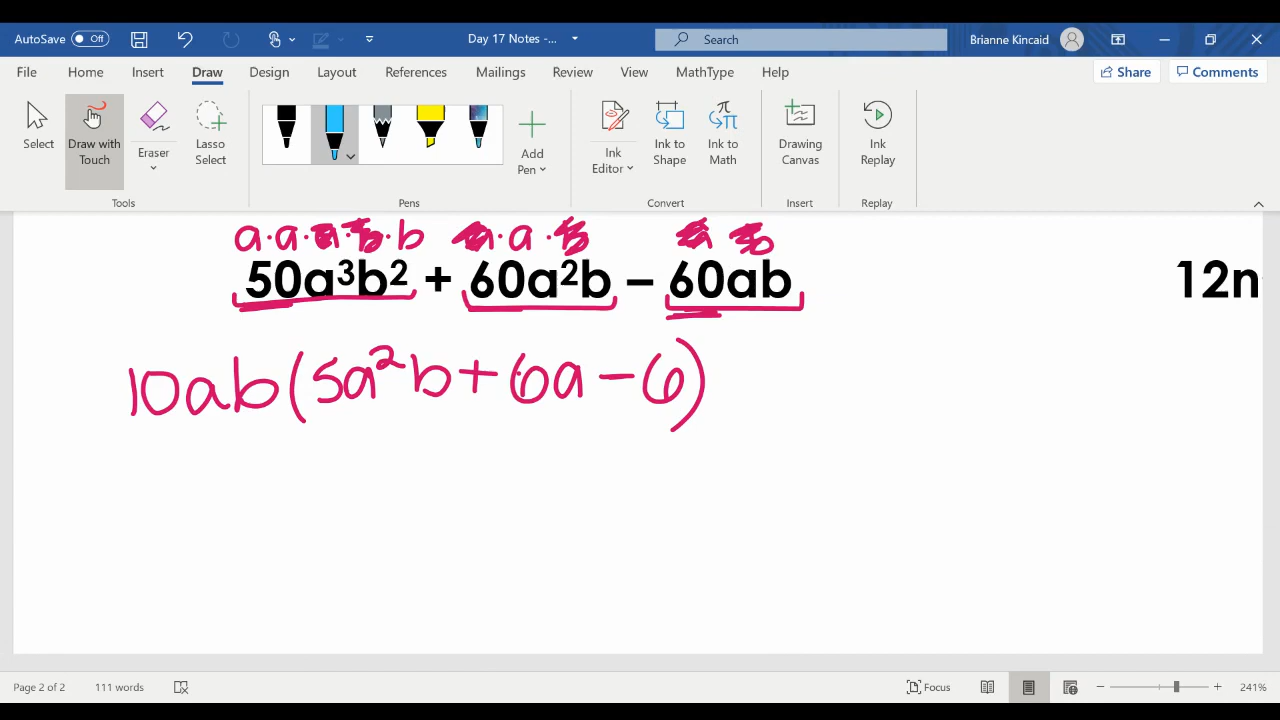 AutoSave Off Day 17 Notes -... Search Brianne Kincaid
File Home Insert Draw Design Layout References Mailings Review View MathType Help Share Comments
Select Draw with Touch Eraser Lasso Select Add Pen Ink Editor Ink to Shape Ink to Math Drawing Canvas Ink Replay
Tools Pens Convert Insert Replay
a·a·a·b·b a·a·b a b
50a³b² + 60a²b – 60ab 12n
10ab(5a²b+6a-6)
Page 2 of 2 111 words Focus 241%